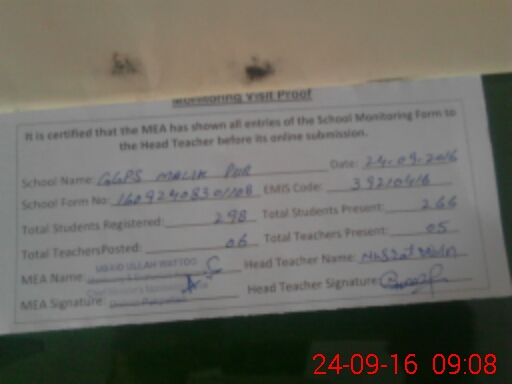 Monitoring Visit Proof
It is certified that the MEA has shown all entries of the School Monitoring Form to
the Head Teacher before its online submission.
School Name: GGPS MALIK PUR Date: 24-09-2016
School Form No: EMIS Code: 39210416
Total Students Registered: 298 Total Students Present: 266
Total TeachersPosted: 06 Total Teachers Present: 05
MEA Name: ULLAH WATTOO Head Teacher Name:
MEA Signature: Head Teacher Signature:
24-09-16 09:08